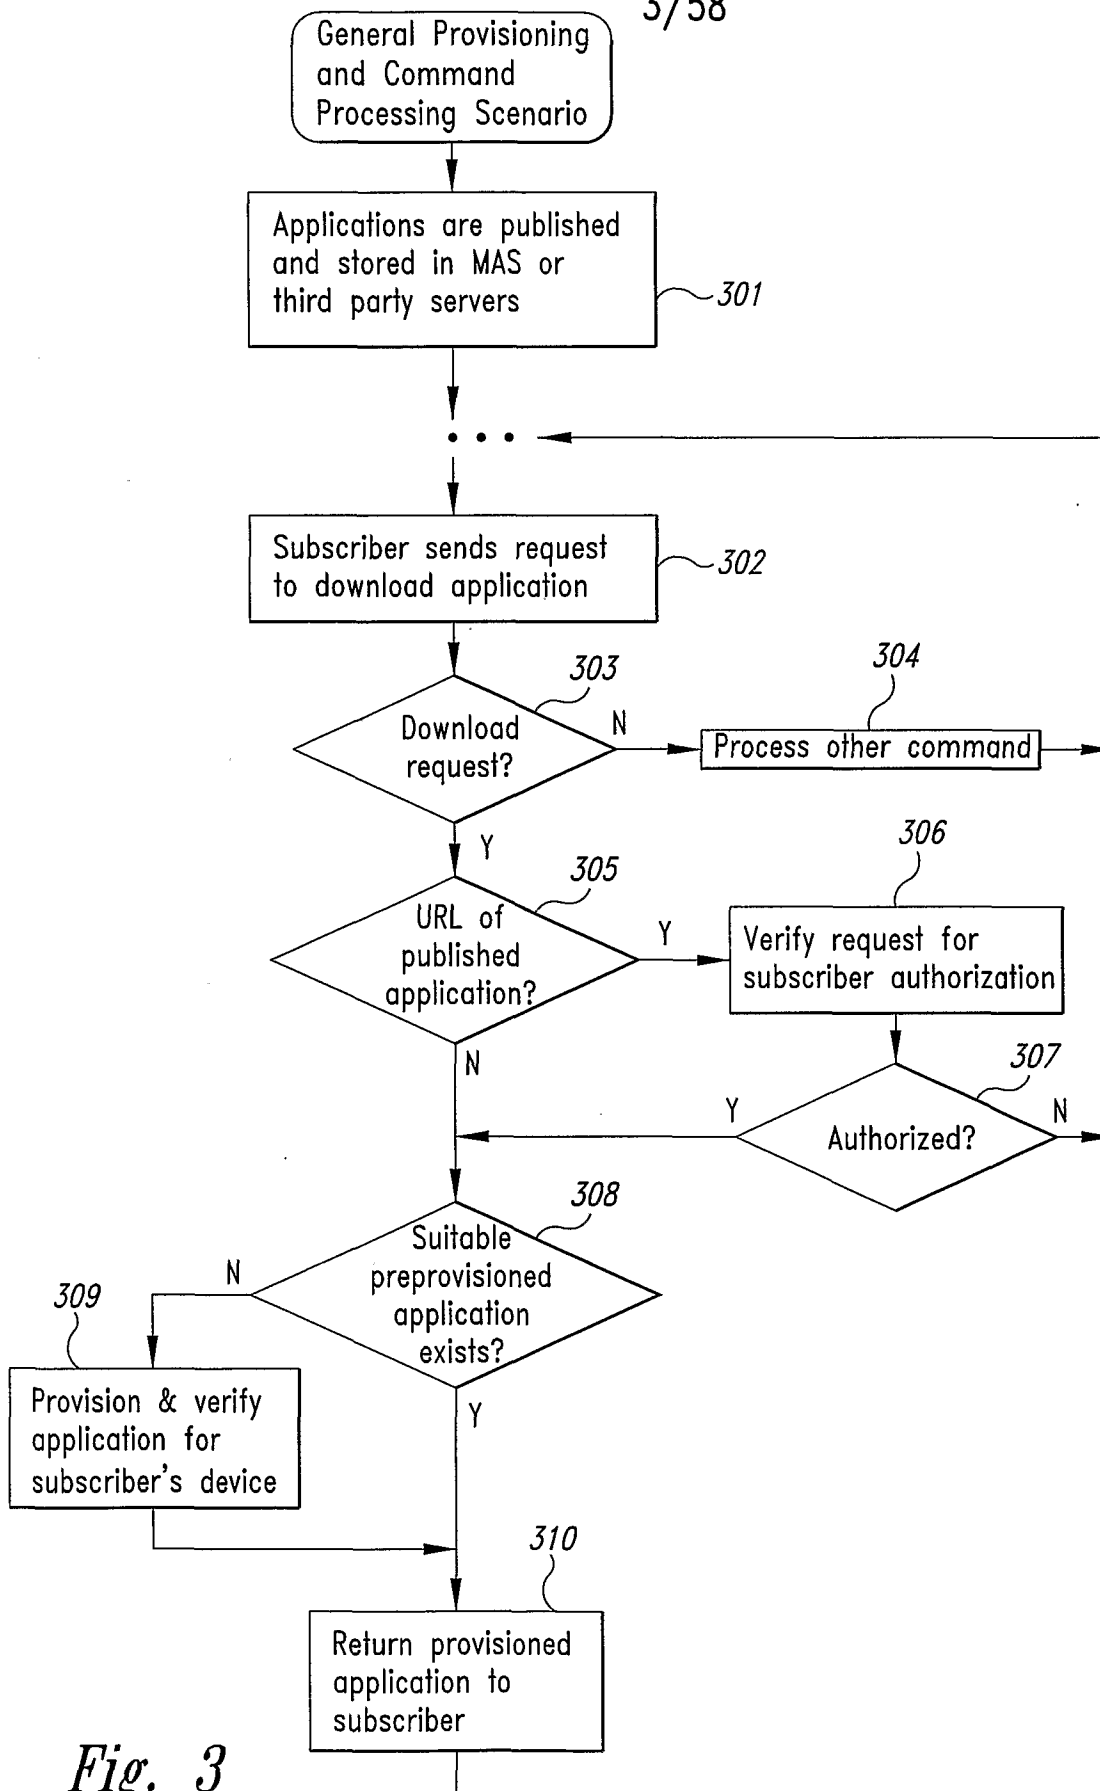 3/58
General Provisioning
and Command
Processing Scenario
Applications are published
and stored in MAS or
third party servers
301
Subscriber sends request
to download application
302
303
304
Download
request?
N
Process other command
Y
305
306
URL of
published
application?
Y
Verify request for
subscriber authorization
N
307
Y
N
Authorized?
308
Suitable
preprovisioned
application
exists?
N
309
Provision & verify
application for
subscriber's device
Y
310
Return provisioned
application to
subscriber
Fig. 3